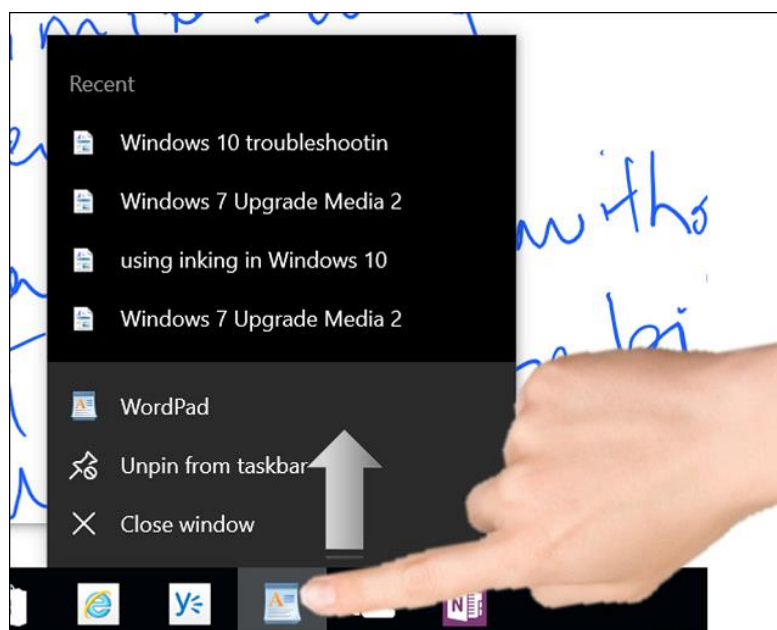 Recent
Windows 10 troubleshootin
Windows 7 Upgrade Media 2
using inking in Windows 10
Windows 7 Upgrade Media 2
WordPad
Unpin from taskbar
Close window